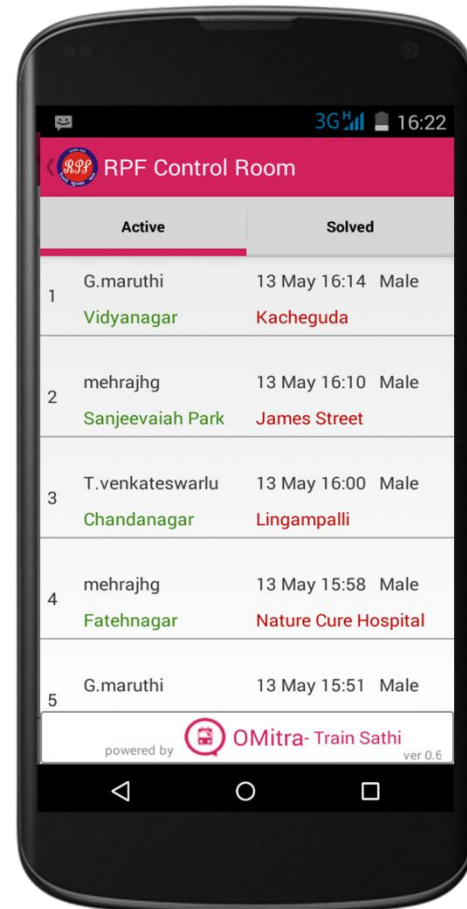 3G H 16:22
RPF RPF Control Room
Active Solved
1 G.maruthi 13 May 16:14 Male
Vidyanagar Kacheguda
2 mehrajhg 13 May 16:10 Male
Sanjeevaiah Park James Street
3 T.venkateswarlu 13 May 16:00 Male
Chandanagar Lingampalli
4 mehrajhg 13 May 15:58 Male
Fatehnagar Nature Cure Hospital
5 G.maruthi 13 May 15:51 Male
powered by OMitra- Train Sathi
ver 0.6